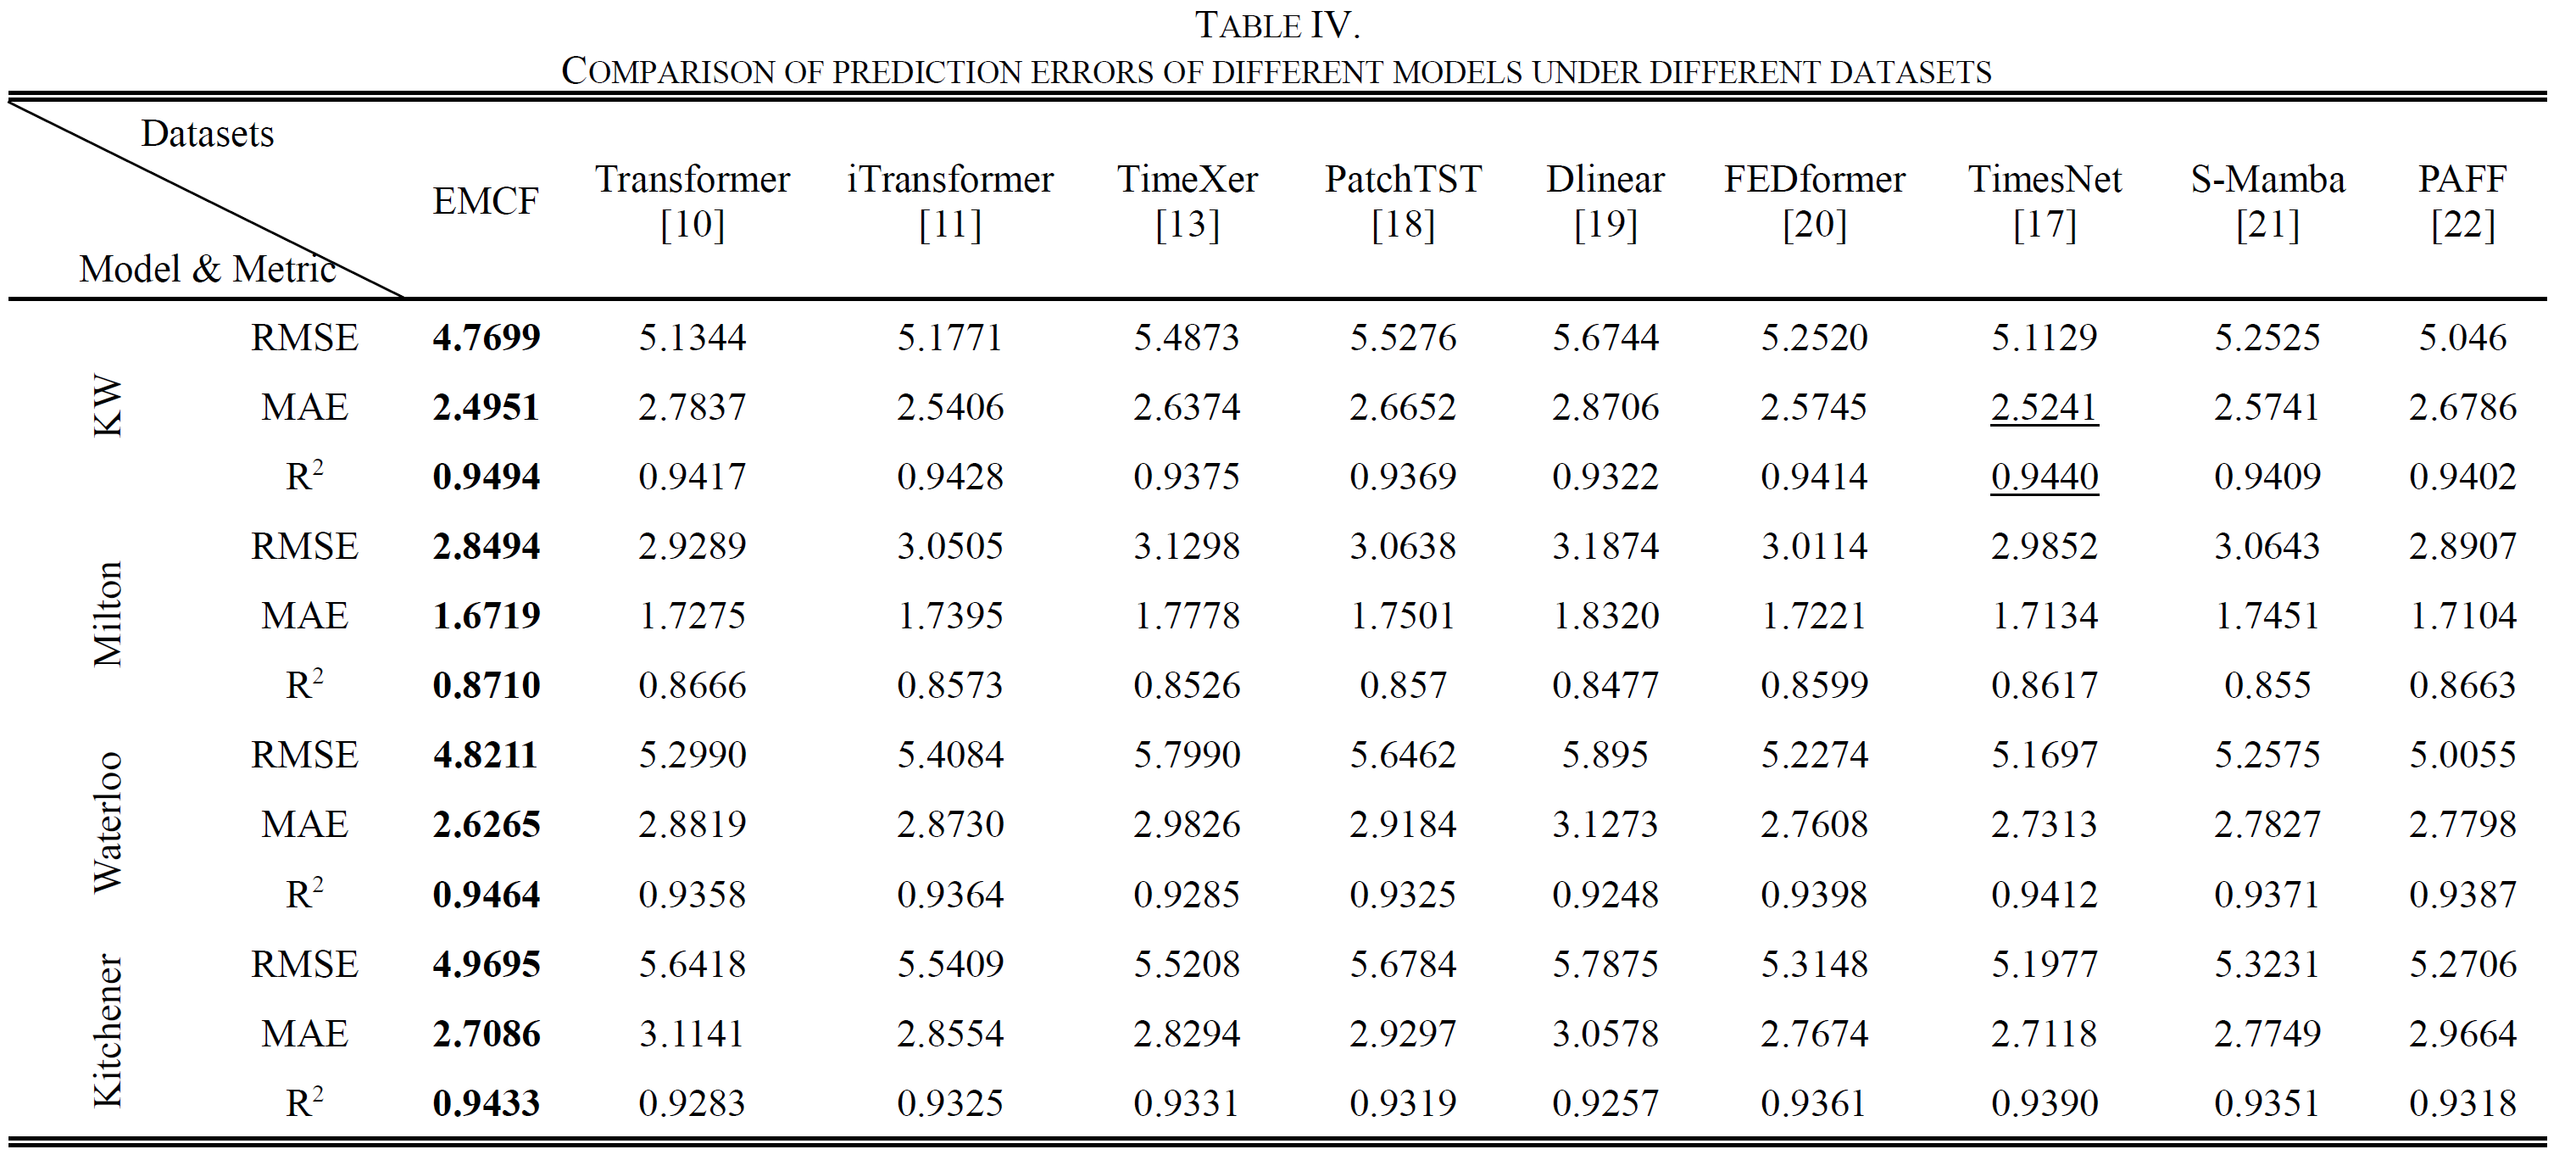 TABLE IV.
COMPARISON OF PREDICTION ERRORS OF DIFFERENT MODELS UNDER DIFFERENT DATASETS
Datasets
Model & Metric
EMCF Transformer [10] iTransformer [11] TimeXer [13] PatchTST [18] Dlinear [19] FEDformer [20] TimesNet [17] S-Mamba [21] PAFF [22]
KW
RMSE 4.7699 5.1344 5.1771 5.4873 5.5276 5.6744 5.2520 5.1129 5.2525 5.046
MAE 2.4951 2.7837 2.5406 2.6374 2.6652 2.8706 2.5745 2.5241 2.5741 2.6786
R² 0.9494 0.9417 0.9428 0.9375 0.9369 0.9322 0.9414 0.9440 0.9409 0.9402
Milton
RMSE 2.8494 2.9289 3.0505 3.1298 3.0638 3.1874 3.0114 2.9852 3.0643 2.8907
MAE 1.6719 1.7275 1.7395 1.7778 1.7501 1.8320 1.7221 1.7134 1.7451 1.7104
R² 0.8710 0.8666 0.8573 0.8526 0.857 0.8477 0.8599 0.8617 0.855 0.8663
Waterloo
RMSE 4.8211 5.2990 5.4084 5.7990 5.6462 5.895 5.2274 5.1697 5.2575 5.0055
MAE 2.6265 2.8819 2.8730 2.9826 2.9184 3.1273 2.7608 2.7313 2.7827 2.7798
R² 0.9464 0.9358 0.9364 0.9285 0.9325 0.9248 0.9398 0.9412 0.9371 0.9387
Kitchener
RMSE 4.9695 5.6418 5.5409 5.5208 5.6784 5.7875 5.3148 5.1977 5.3231 5.2706
MAE 2.7086 3.1141 2.8554 2.8294 2.9297 3.0578 2.7674 2.7118 2.7749 2.9664
R² 0.9433 0.9283 0.9325 0.9331 0.9319 0.9257 0.9361 0.9390 0.9351 0.9318